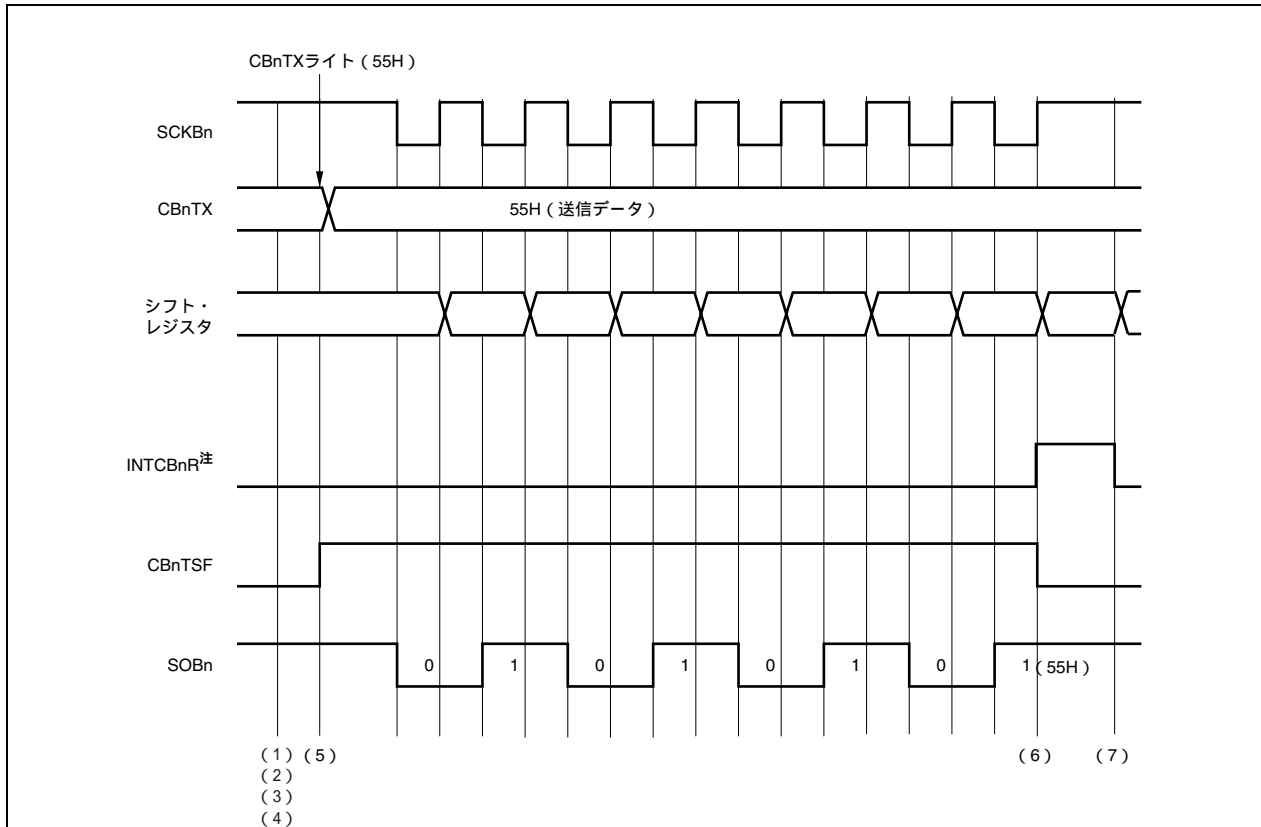 CBnTXライト(55H)
SCKBn
CBnTX
55H(送信データ)
シフト・
レジスタ
INTCBnR注
CBnTSF
SOBn
0 1 0 1 0 1 0 1(55H)
(1) (5) (6) (7)
(2)
(3)
(4)